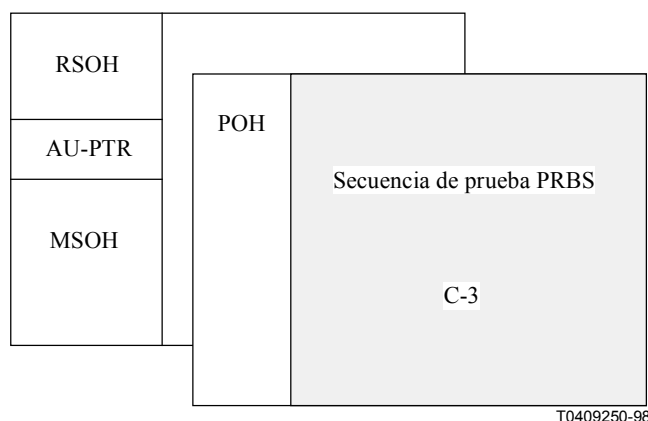 RSOH
AU-PTR
MSOH
POH
Secuencia de prueba PRBS
C-3
T0409250-98